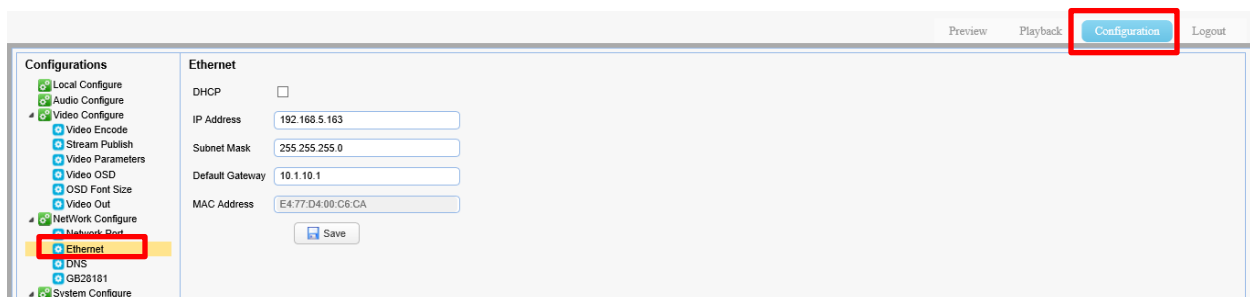 Preview Playback Configuration Logout
Configurations
Local Configure
Audio Configure
Video Configure
Video Encode
Stream Publish
Video Parameters
Video OSD
OSD Font Size
Video Out
NetWork Configure
Network Port
Ethernet
DNS
GB28181
System Configure
Ethernet
DHCP
IP Address 192.168.5.163
Subnet Mask 255.255.255.0
Default Gateway 10.1.10.1
MAC Address E4:77:D4:00:C6:CA
Save